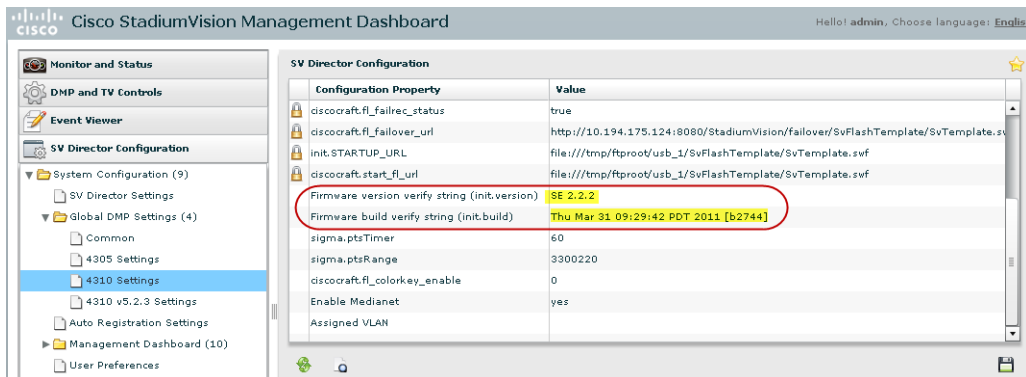 CISCO Cisco StadiumVision Management Dashboard
Hello! admin, Choose language: Englis
Monitor and Status
DMP and TV Controls
Event Viewer
SV Director Configuration
System Configuration (9)
SV Director Settings
Global DMP Settings (4)
Common
4305 Settings
4310 Settings
4310 v5.2.3 Settings
Auto Registration Settings
Management Dashboard (10)
User Preferences
SV Director Configuration
Configuration Property Value
ciscocraft.fl_failrec_status true
ciscocraft.fl_failover_url http://10.194.175.124:8080/StadiumVision/failover/SvFlashTemplate/SvTemplate.sv
init.STARTUP_URL file:///tmp/ftproot/usb_1/SvFlashTemplate/SvTemplate.swf
ciscocraft.start_fl_url file:///tmp/ftproot/usb_1/SvFlashTemplate/SvTemplate.swf
Firmware version verify string (init.version) SE 2.2.2
Firmware build verify string (init.build) Thu Mar 31 09:29:42 PDT 2011 [b2744]
sigma.ptsTimer 60
sigma.ptsRange 3300220
ciscocraft.fl_colorkey_enable 0
Enable Medianet yes
Assigned VLAN